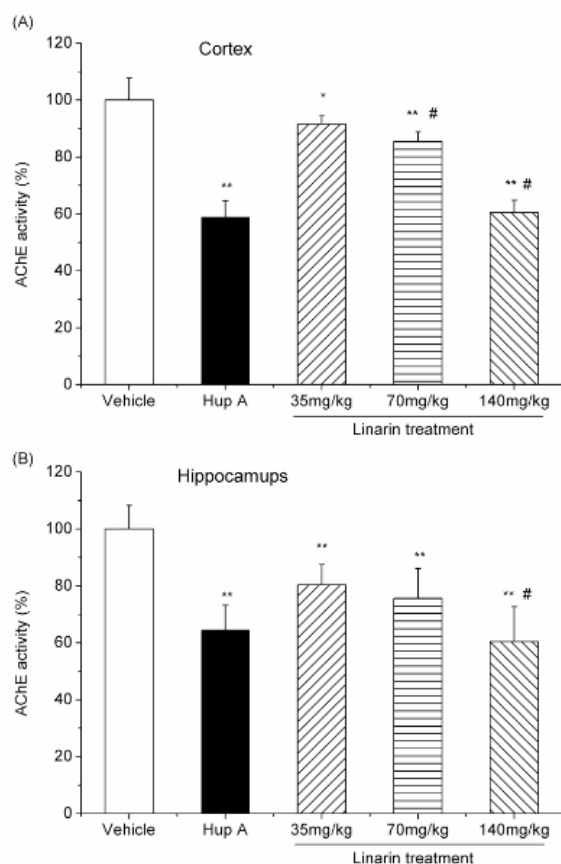 (A)
Cortex
120
100
80
60
40
20
0
AChE activity (%)
**
*
** #
** #
Vehicle Hup A 35mg/kg 70mg/kg 140mg/kg
Linarin treatment
(B)
Hippocamups
120
100
80
60
40
20
0
AChE activity (%)
**
**
**
** #
Vehicle Hup A 35mg/kg 70mg/kg 140mg/kg
Linarin treatment